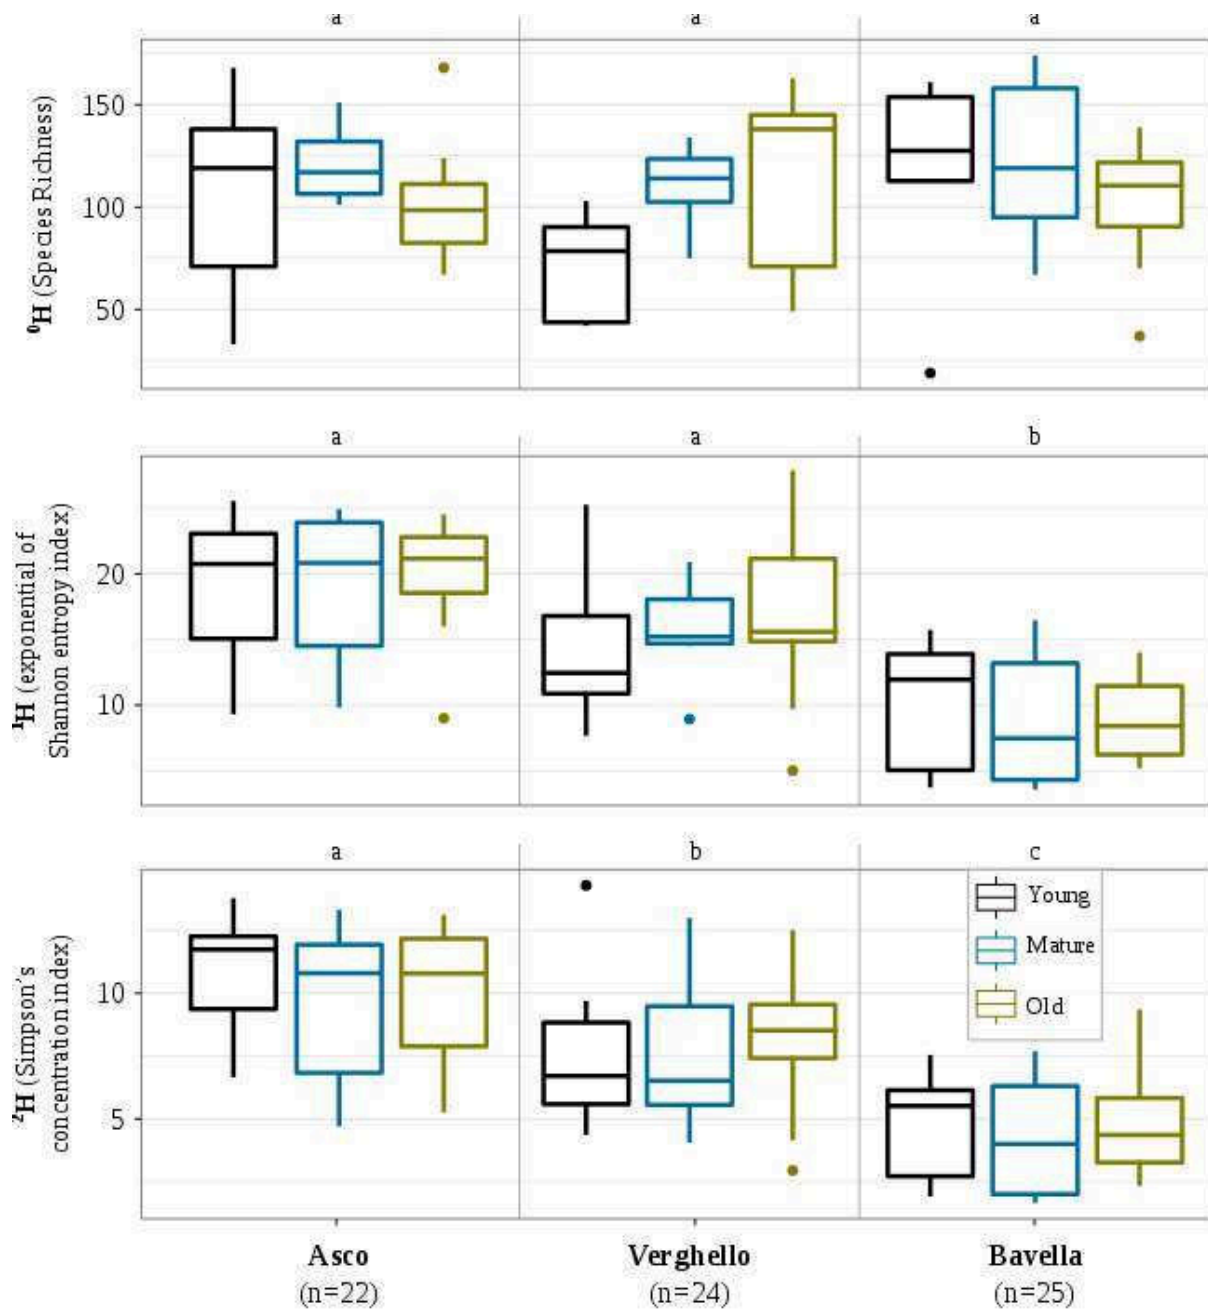 a a a
⁰H (Species Richness)
150
100
50
a a b
¹H (exponential of
Shannon entropy index)
20
10
a b c
²H (Simpson's
concentration index)
10
5
Young
Mature
Old
Asco Verghello Bavella
(n=22) (n=24) (n=25)